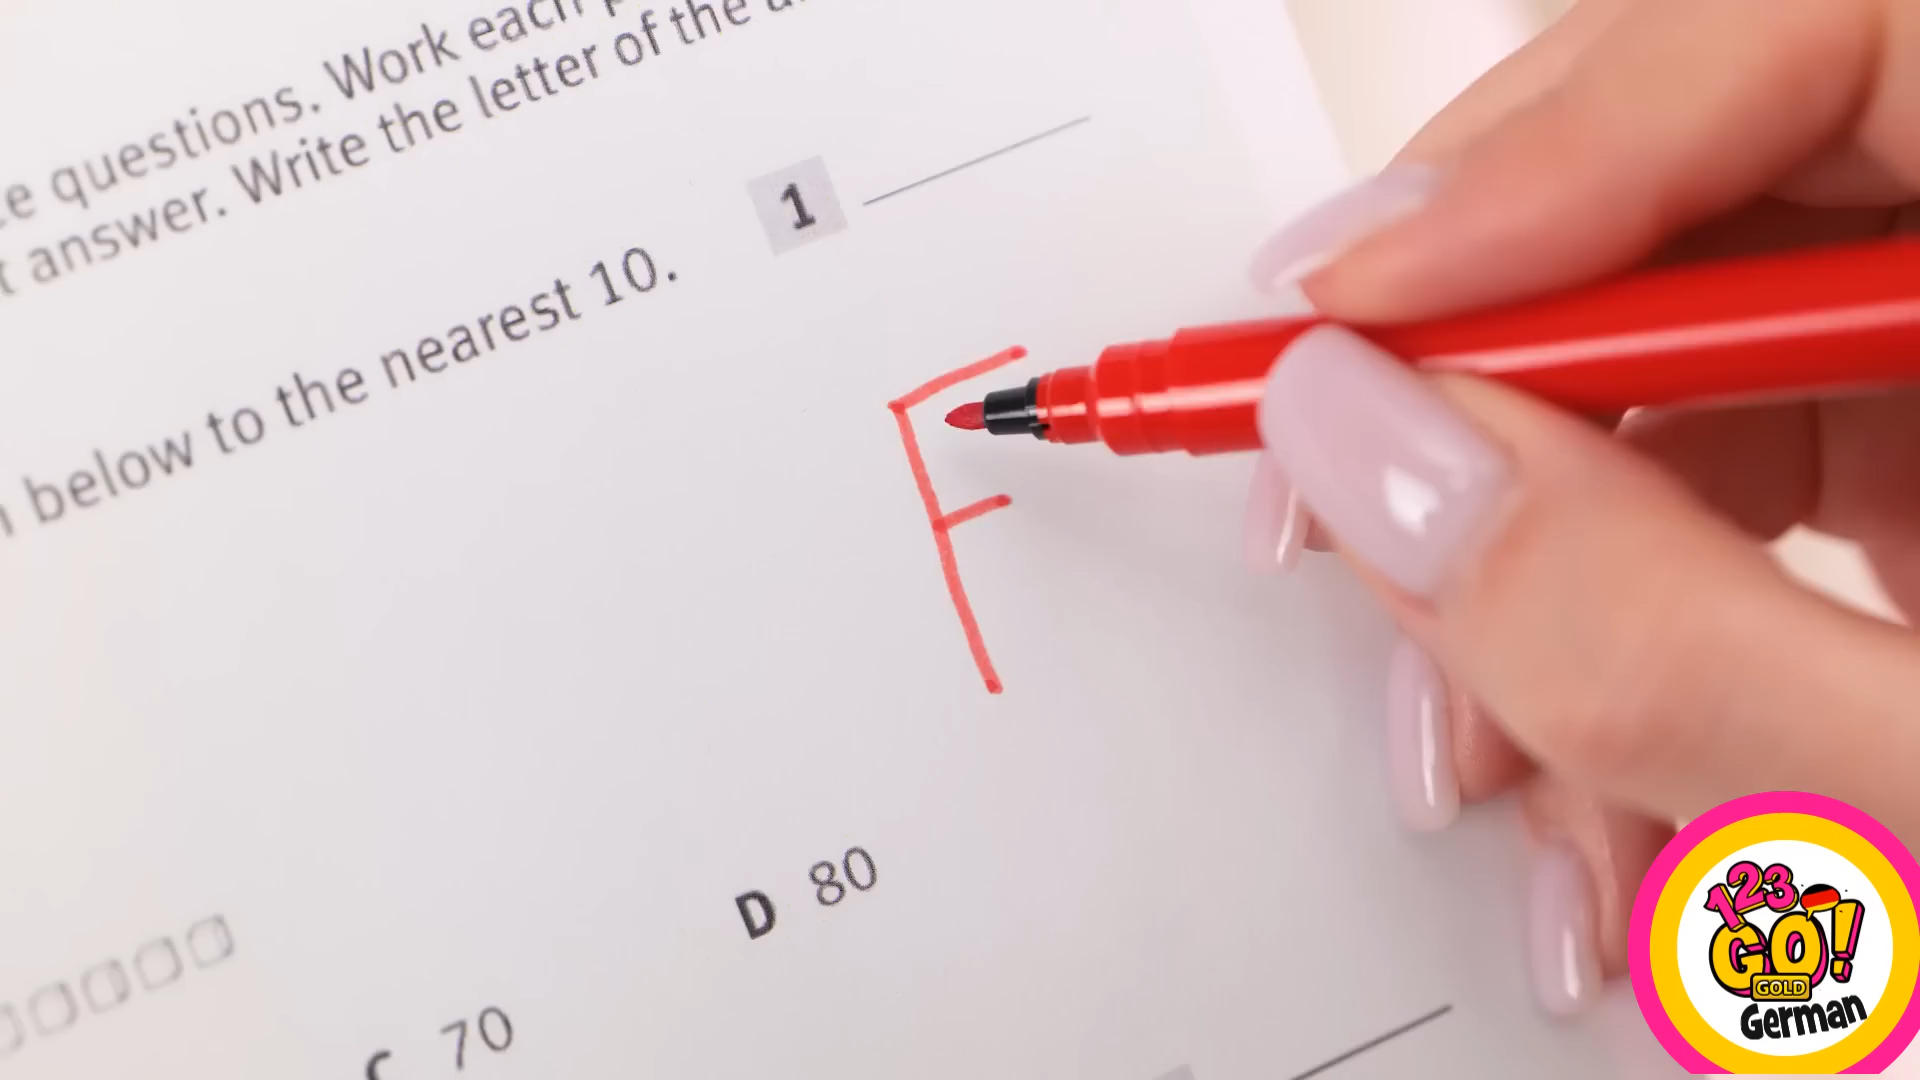 questions. Work each
answer. Write the letter of the
1
below to the nearest 10.
F
D 80
C 70
123
GO!
GOLD
German